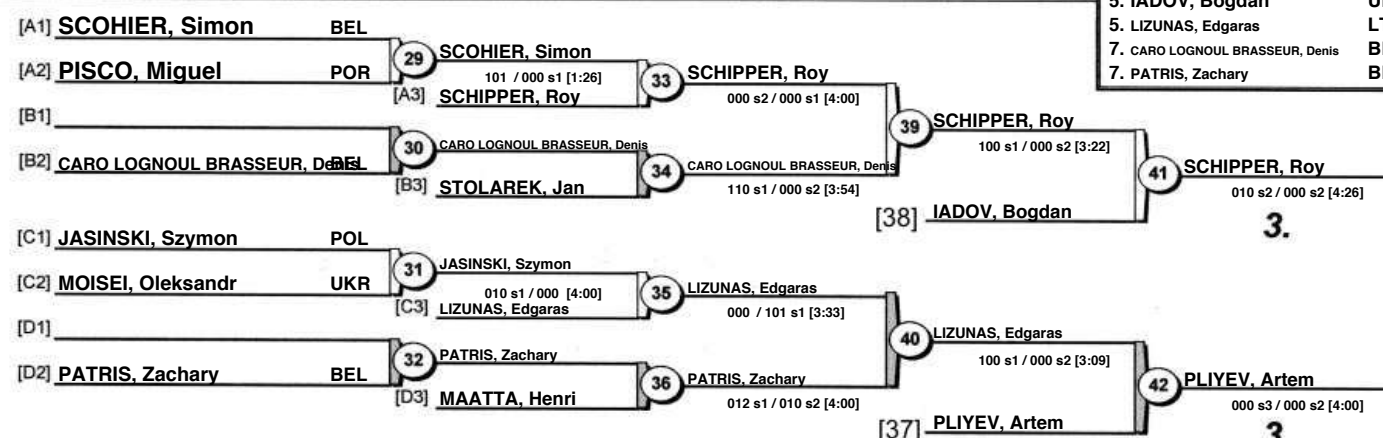 5. IADOV, Bogdan
5. LIZUNAS, Edgaras
7. CARO LOGNOUL BRASSEUR, Denis
7. PATRIS, Zachary
[A1] SCOHIER, Simon BEL
[A2] PISCO, Miguel POR
29
SCOHIER, Simon
101 / 000 s1 [1:26]
[A3] SCHIPPER, Roy
33
SCHIPPER, Roy
000 s2 / 000 s1 [4:00]
[B1]
[B2] CARO LOGNOUL BRASSEUR, Denis BEL
30
CARO LOGNOUL BRASSEUR, Denis
[B3] STOLAREK, Jan
34
CARO LOGNOUL BRASSEUR, Denis
110 s1 / 000 s2 [3:54]
39
SCHIPPER, Roy
100 s1 / 000 s2 [3:22]
[38] IADOV, Bogdan
41
SCHIPPER, Roy
010 s2 / 000 s2 [4:26]
3.
[C1] JASINSKI, Szymon POL
[C2] MOISEI, Oleksandr UKR
31
JASINSKI, Szymon
010 s1 / 000 [4:00]
[C3] LIZUNAS, Edgaras
35
LIZUNAS, Edgaras
000 / 101 s1 [3:33]
[D1]
[D2] PATRIS, Zachary BEL
32
PATRIS, Zachary
[D3] MAATTA, Henri
36
PATRIS, Zachary
012 s1 / 010 s2 [4:00]
40
LIZUNAS, Edgaras
100 s1 / 000 s2 [3:09]
[37] PLIYEV, Artem
42
PLIYEV, Artem
000 s3 / 000 s2 [4:00]
3